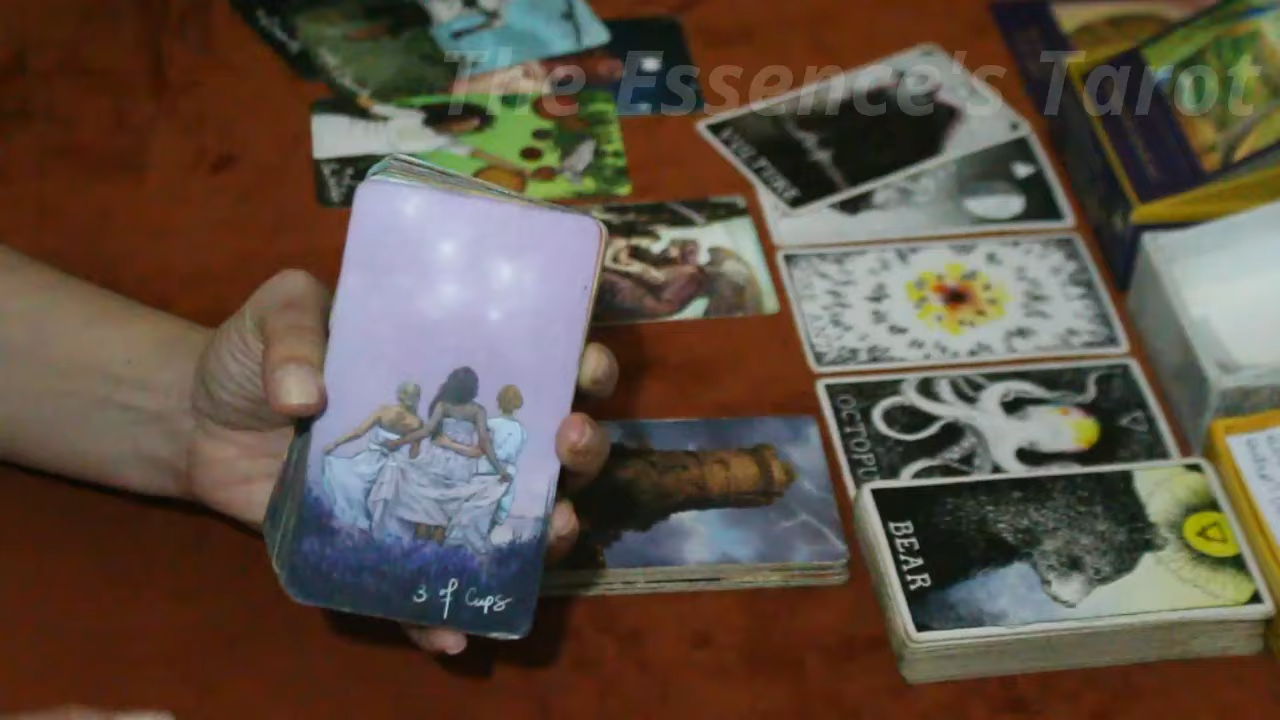 The Essence's Tarot
VULTURE
OCTOPU
BEAR
3 of Cups